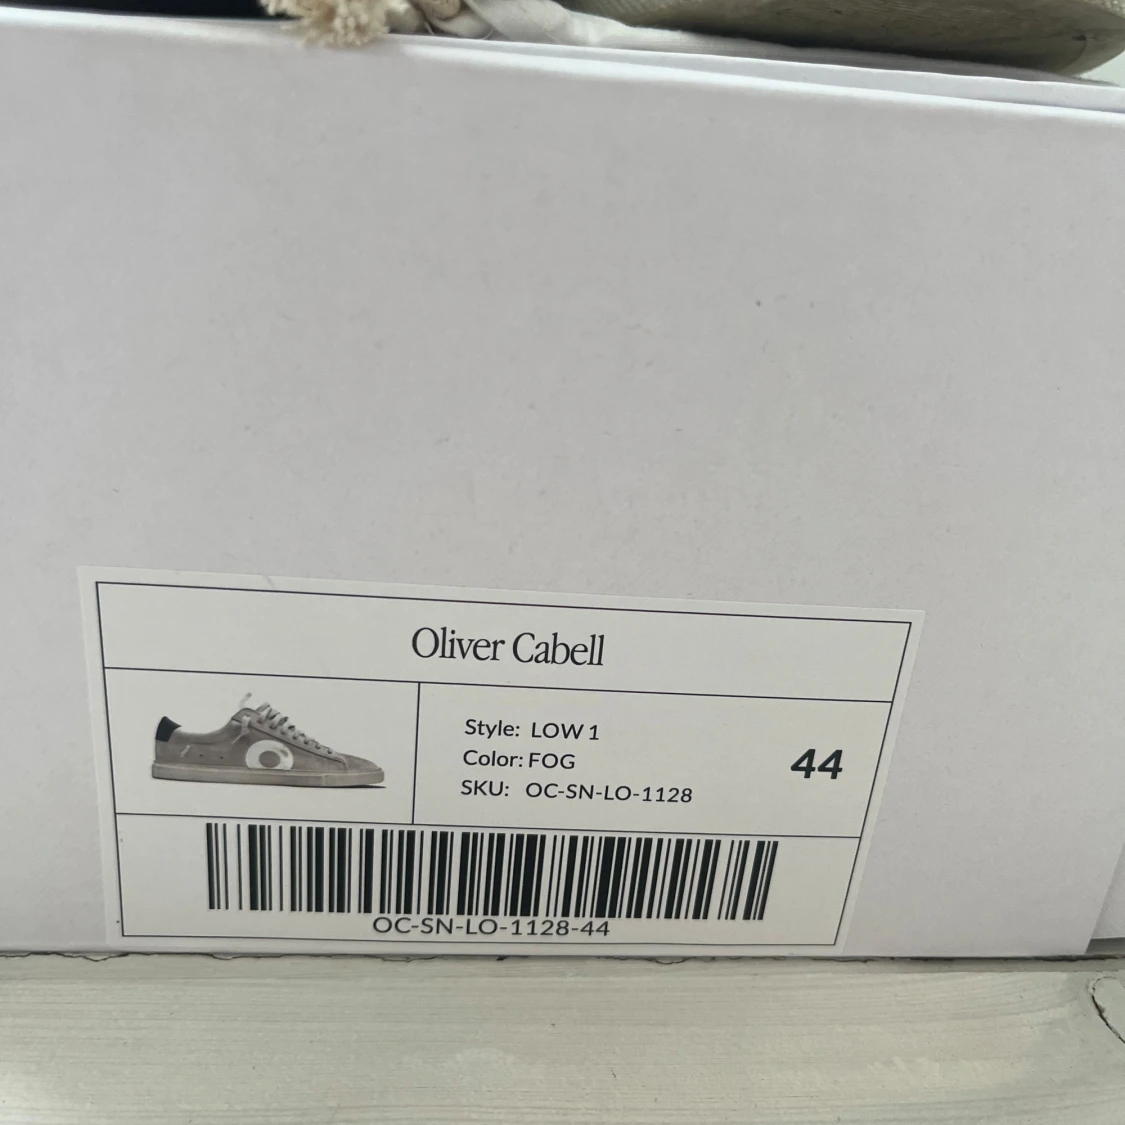 Oliver Cabell
Style: LOW 1
Color: FOG
SKU: OC-SN-LO-1128
44
OC-SN-LO-1128-44